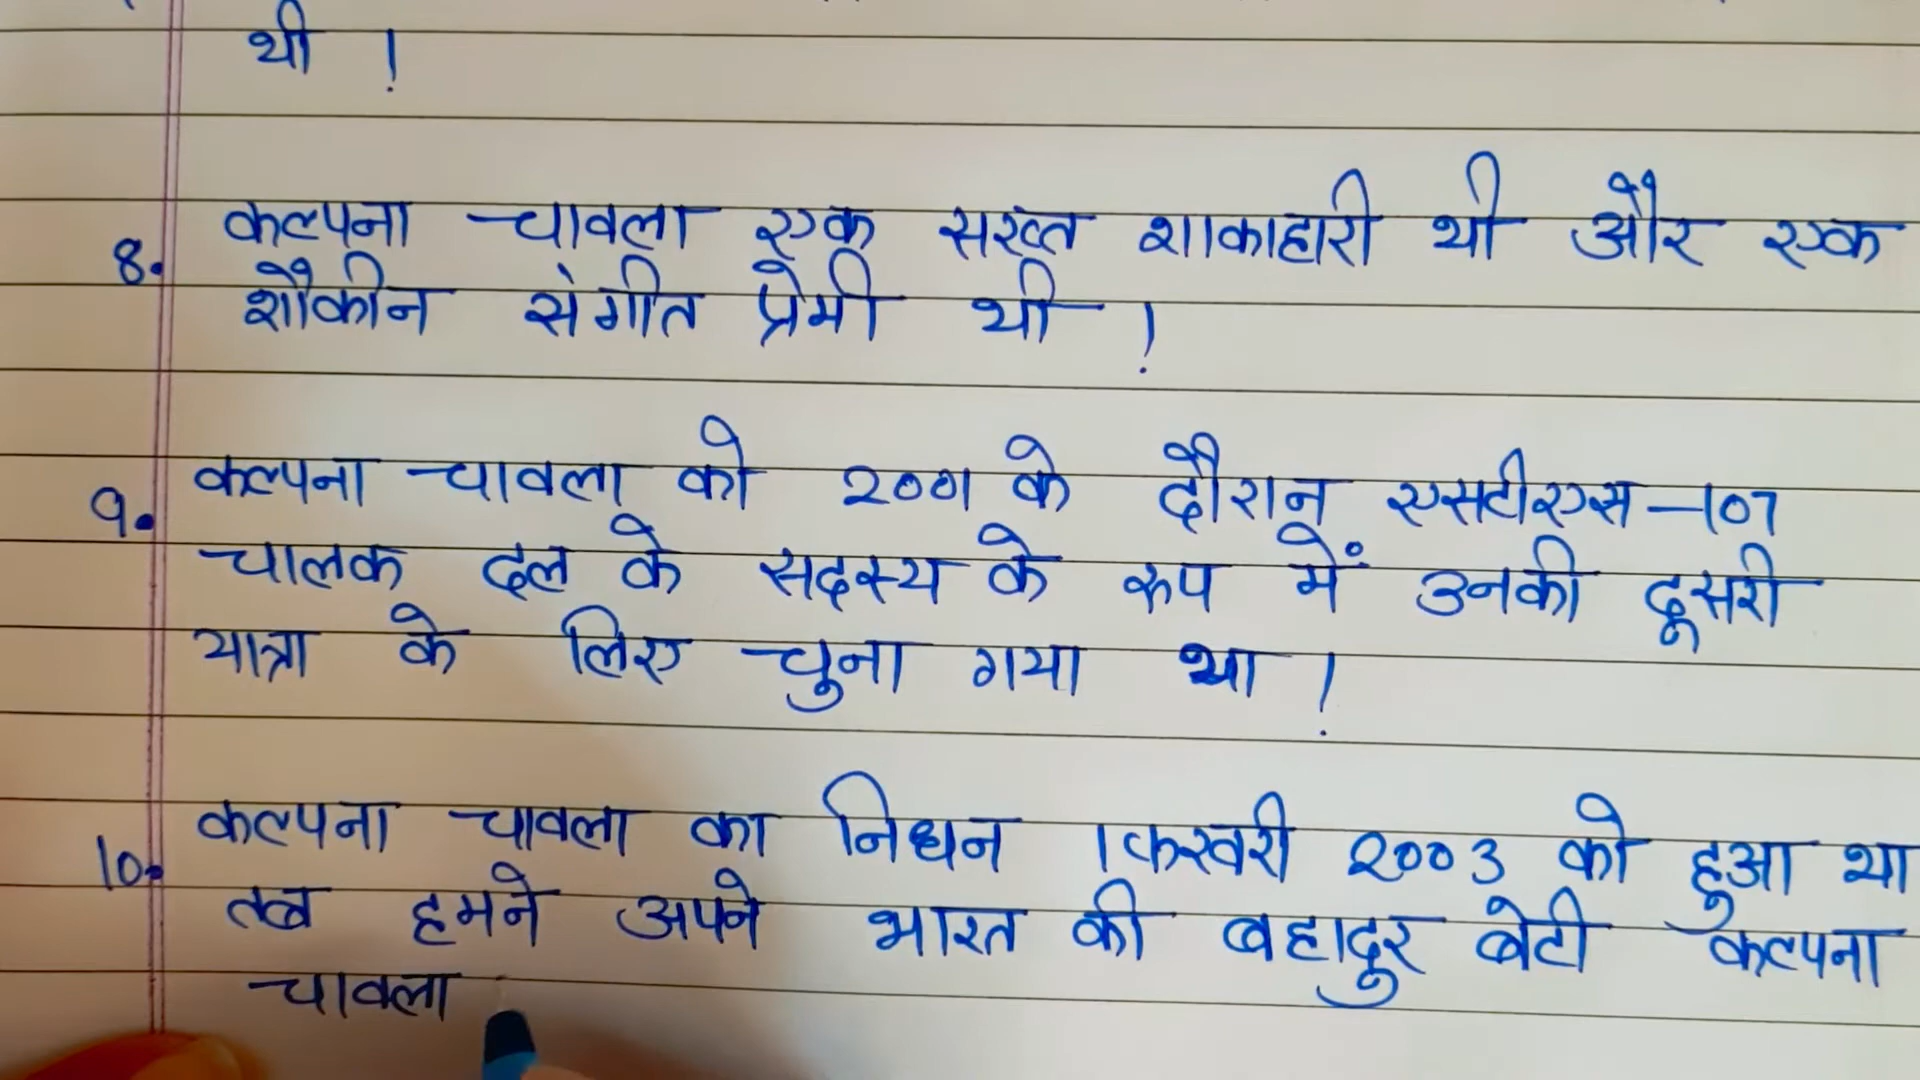 थी !
8. कल्पना चावला एक सख्त शाकाहारी थी और एक
शौकीन संगीत प्रेमी थी !
9. कल्पना चावला को 2001 के दौरान एसटीएस-107
चालक दल के सदस्य के रूप में उनकी दूसरी
यात्रा के लिए चुना गया था !
10. कल्पना चावला का निधन 1 फरवरी 2003 को हुआ था
तब हमने अपने भारत की बहादुर बेटी कल्पना
चावला